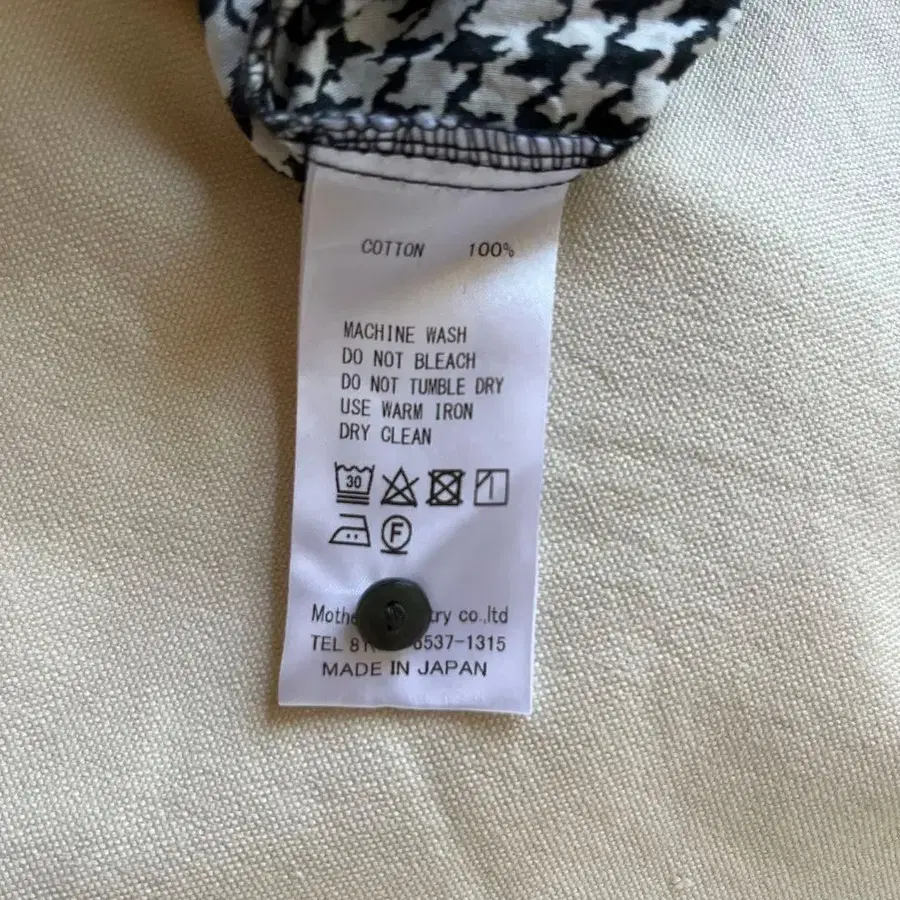 COTTON 100%
MACHINE WASH
DO NOT BLEACH
DO NOT TUMBLE DRY
USE WARM IRON
DRY CLEAN
30
F
co.,ltd
TEL 6537-1315
MADE IN JAPAN